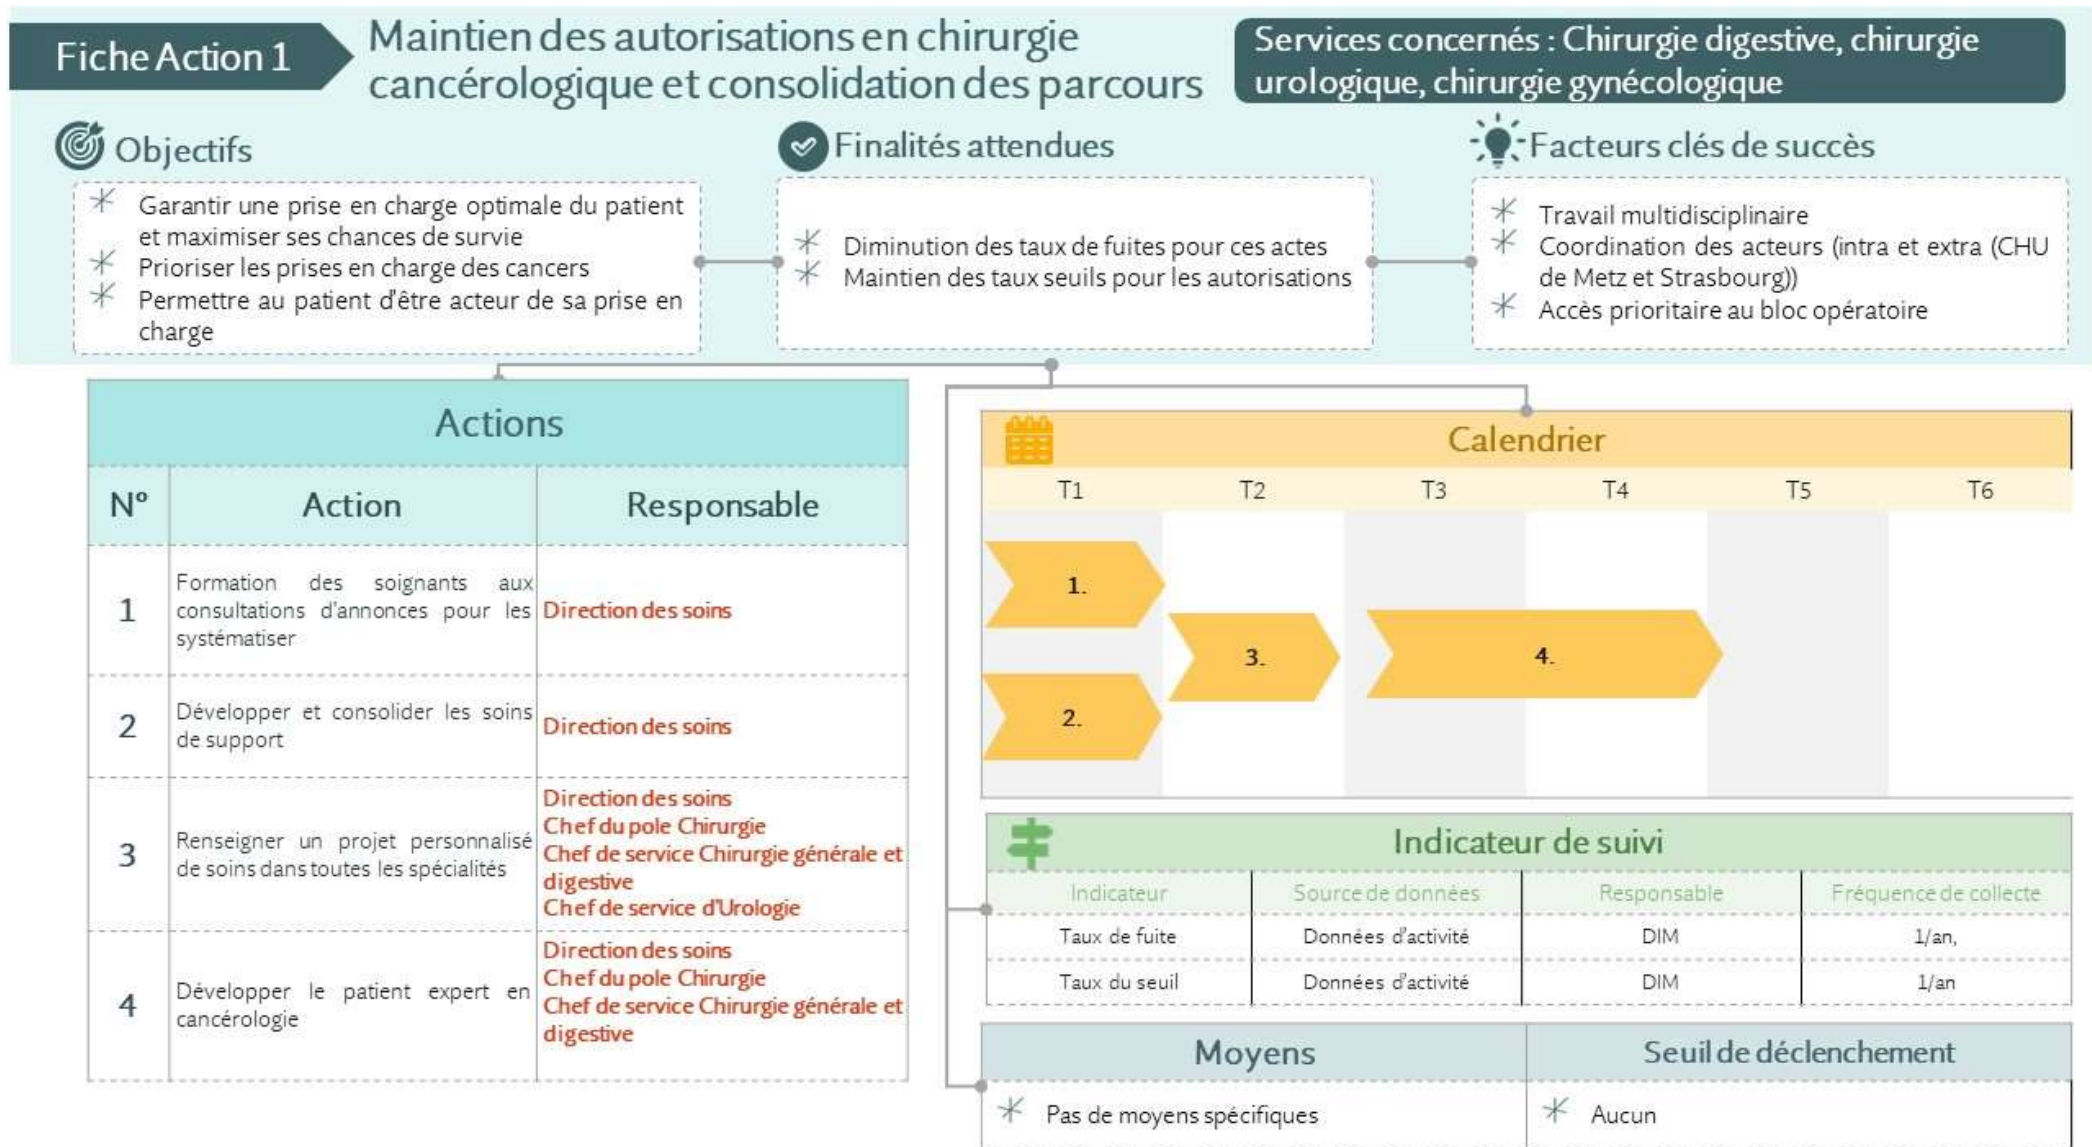 Fiche Action 1
Maintien des autorisations en chirurgie
cancérologique et consolidation des parcours
Services concernés : Chirurgie digestive, chirurgie
urologique, chirurgie gynécologique
Objectifs
Garantir une prise en charge optimale du patient
et maximiser ses chances de survie
Prioriser les prises en charge des cancers
Permettre au patient d'être acteur de sa prise en
charge
Finalités attendues
Diminution des taux de fuites pour ces actes
Maintien des taux seuils pour les autorisations
Facteurs clés de succès
Travail multidisciplinaire
Coordination des acteurs (intra et extra (CHU
de Metz et Strasbourg))
Accès prioritaire au bloc opératoire
Actions
N° Action Responsable
1
Formation des soignants aux
consultations d'annonces pour les
systématiser
Direction des soins
2
Développer et consolider les soins
de support
Direction des soins
3
Renseigner un projet personnalisé
de soins dans toutes les spécialités
Direction des soins
Chef du pole Chirurgie
Chef de service Chirurgie générale et
digestive
Chef de service d'Urologie
4
Développer le patient expert en
cancérologie
Direction des soins
Chef du pole Chirurgie
Chef de service Chirurgie générale et
digestive
Calendrier
T1 T2 T3 T4 T5 T6
1.
3. 4.
2.
Indicateur de suivi
Indicateur Source de données Responsable Fréquence de collecte
Taux de fuite Données d'activité DIM 1/an,
Taux du seuil Données d'activité DIM 1/an
Moyens Seuil de déclenchement
Pas de moyens spécifiques Aucun